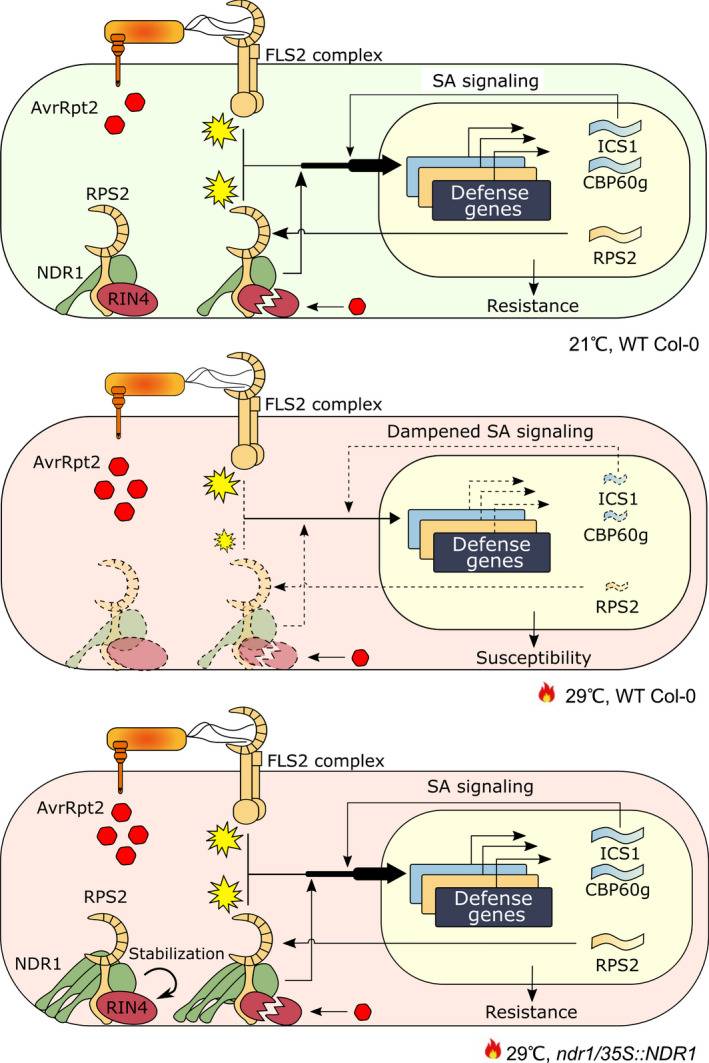 FLS2 complex
SA signaling
AvrRpt2
ICS1
CBP60g
Defense
genes
RPS2
NDR1
RPS2
RIN4
Resistance
21℃, WT Col-0
FLS2 complex
Dampened SA signaling
AvrRpt2
ICS1
CBP60g
Defense
genes
RPS2
Susceptibility
29℃, WT Col-0
FLS2 complex
SA signaling
AvrRpt2
ICS1
CBP60g
Defense
genes
RPS2
NDR1
Stabilization
RPS2
RIN4
Resistance
29℃, ndr1/35S::NDR1